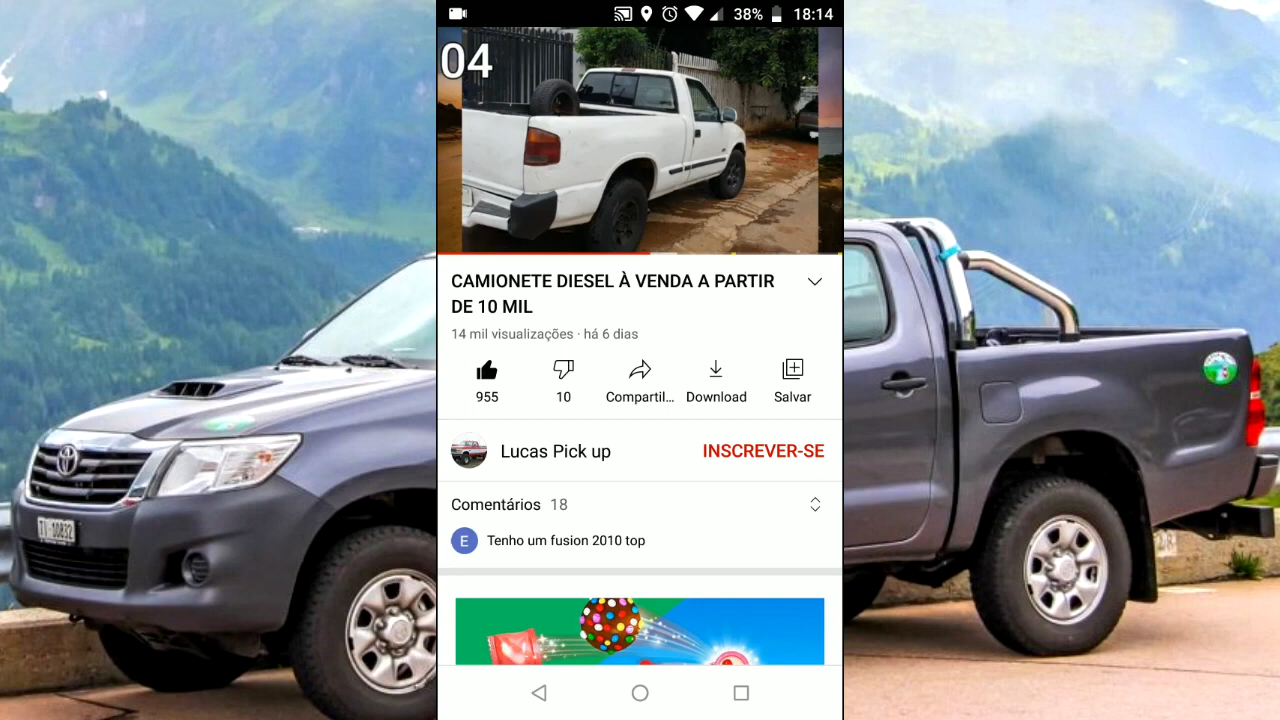 38% 18:14
04
CAMIONETE DIESEL À VENDA A PARTIR
DE 10 MIL
14 mil visualizações · há 6 dias
955 10 Compartil... Download Salvar
Lucas Pick up INSCREVER-SE
Comentários 18
E Tenho um fusion 2010 top